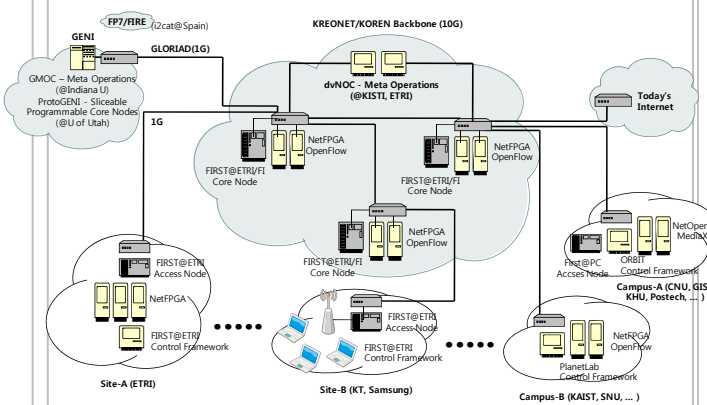 FP7/FIRE
(i2cat@Spain)
KREONET/KOREN Backbone (10G)
GENI
GLORIAD(1G)
GMOC – Meta Operations
(@Indiana U)
ProtoGENI - Sliceable
Programmable Core Nodes
(@U of Utah)
dvNOC - Meta Operations
(@KISTI, ETRI)
Today's
Internet
1G
NetFPGA
OpenFlow
FIRST@ETRI/FI
Core Node
NetFPGA
OpenFlow
FIRST@ETRI/FI
Core Node
NetFPGA
OpenFlow
FIRST@ETRI/FI
Core Node
NetOper
MediaX
First@PC
Accses Node
ORBIT
Control Framework
Campus-A (CNU, GIS
KHU, Postech, ... )
FIRST@ETRI
Access Node
NetFPGA
FIRST@ETRI
Control Framework
Site-A (ETRI)
FIRST@ETRI
Access Node
FIRST@ETRI
Control Framework
Site-B (KT, Samsung)
NetFPGA
OpenFlow
PlanetLab
Control Framework
Campus-B (KAIST, SNU, ... )